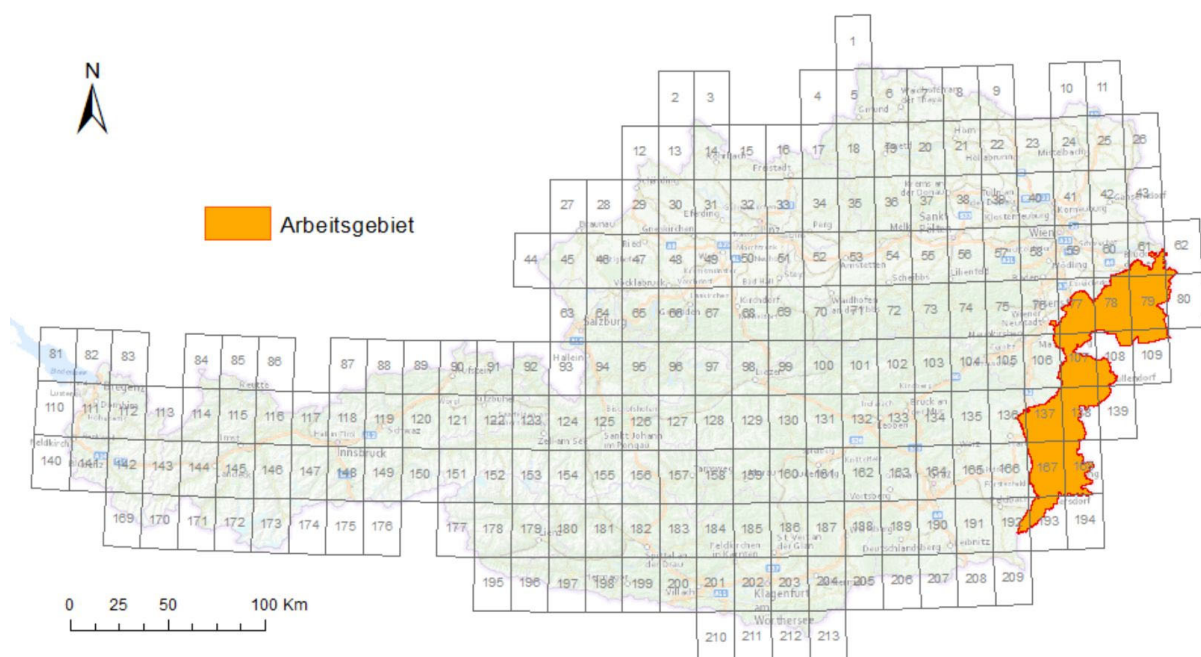 1
N
2 3 4 5 6 7 8 9 10 11
12 13 14 15 16 17 18 19 20 21 22 23 24 25 26
Freistadt Horn Hollabrunn Mistelbach
27 28 29 30 31 32 33 34 35 36 37 38 39 40 41 42 43
Arbeitsgebiet
Braunau Eferding Linz Perg Melk Sankt Pölten Wien
44 45 46 47 48 49 50 51 52 53 54 55 56 57 58 59 60 61 62
Ried Vöcklabruck Steyr Amstetten Scheibbs Lilienfeld Mödling
63 64 65 66 67 68 69 70 71 72 73 74 75 76 77 78 79 80
Salzburg Gmunden Kirchdorf Wiener Neustadt
81 82 83 84 85 86 87 88 89 90 91 92 93 94 95 96 97 98 99 100 101 102 103 104 105 106 107 108 109
Bregenz Reutte Kufstein Hallein Liezen
110 111 112 113 114 115 116 117 118 119 120 121 122 123 124 125 126 127 128 129 130 131 132 133 134 135 136 137 138 139
Feldkirch Imst Innsbruck Schwaz Zell am See Sankt Johann im Pongau Leoben Bruck an
140 141 142 143 144 145 146 147 148 149 150 151 152 153 154 155 156 157 158 159 160 161 162 163 164 165 166 167 168
Bludenz Landeck Voitsberg Graz
169 170 171 172 173 174 175 176 177 178 179 180 181 182 183 184 185 186 187 188 189 190 191 192 193 194
Lienz Spittal an der Drau Feldkirchen in Kärnten St. Veit an der Glan Deutschlandsberg Leibnitz
195 196 197 198 199 200 201 202 203 204 205 206 207 208 209
Villach Klagenfurt am Wörthersee
0 25 50 100 Km
210 211 212 213